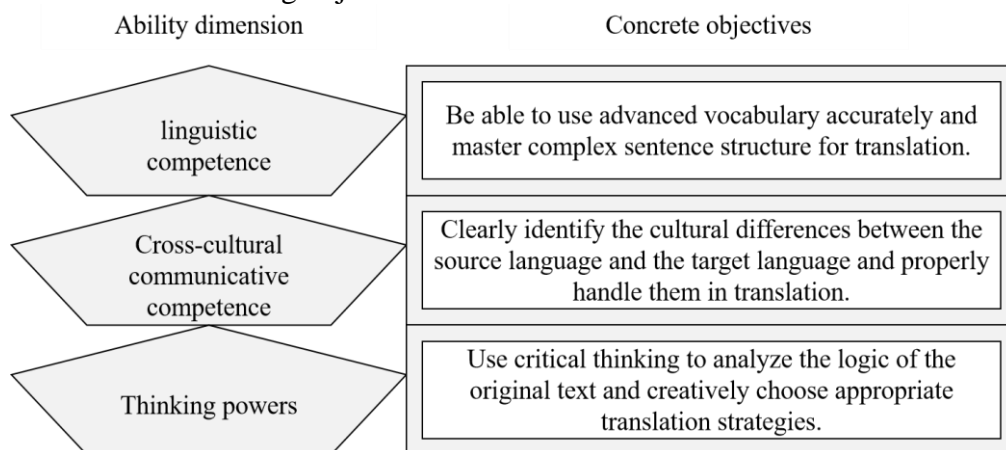 Ability dimension
Concrete objectives
linguistic
competence
Be able to use advanced vocabulary accurately and
master complex sentence structure for translation.
Cross-cultural
communicative
competence
Clearly identify the cultural differences between the
source language and the target language and properly
handle them in translation.
Thinking powers
Use critical thinking to analyze the logic of the
original text and creatively choose appropriate
translation strategies.